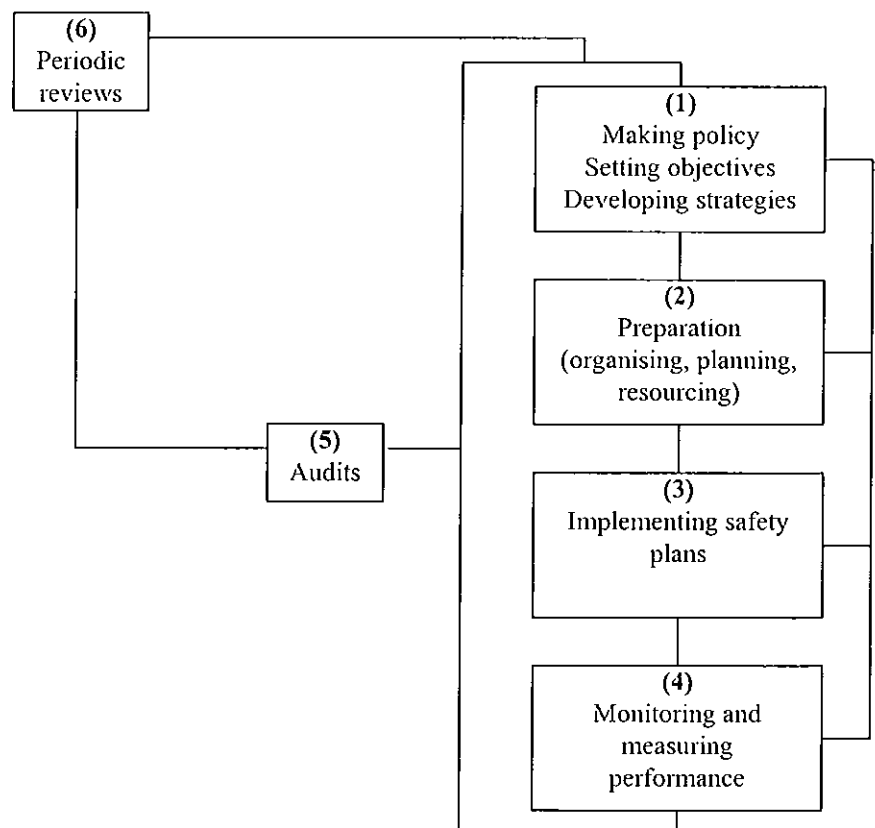 (6)
Periodic
reviews
(1)
Making policy
Setting objectives
Developing strategies
(2)
Preparation
(organising, planning,
resourcing)
(5)
Audits
(3)
Implementing safety
plans
(4)
Monitoring and
measuring
performance